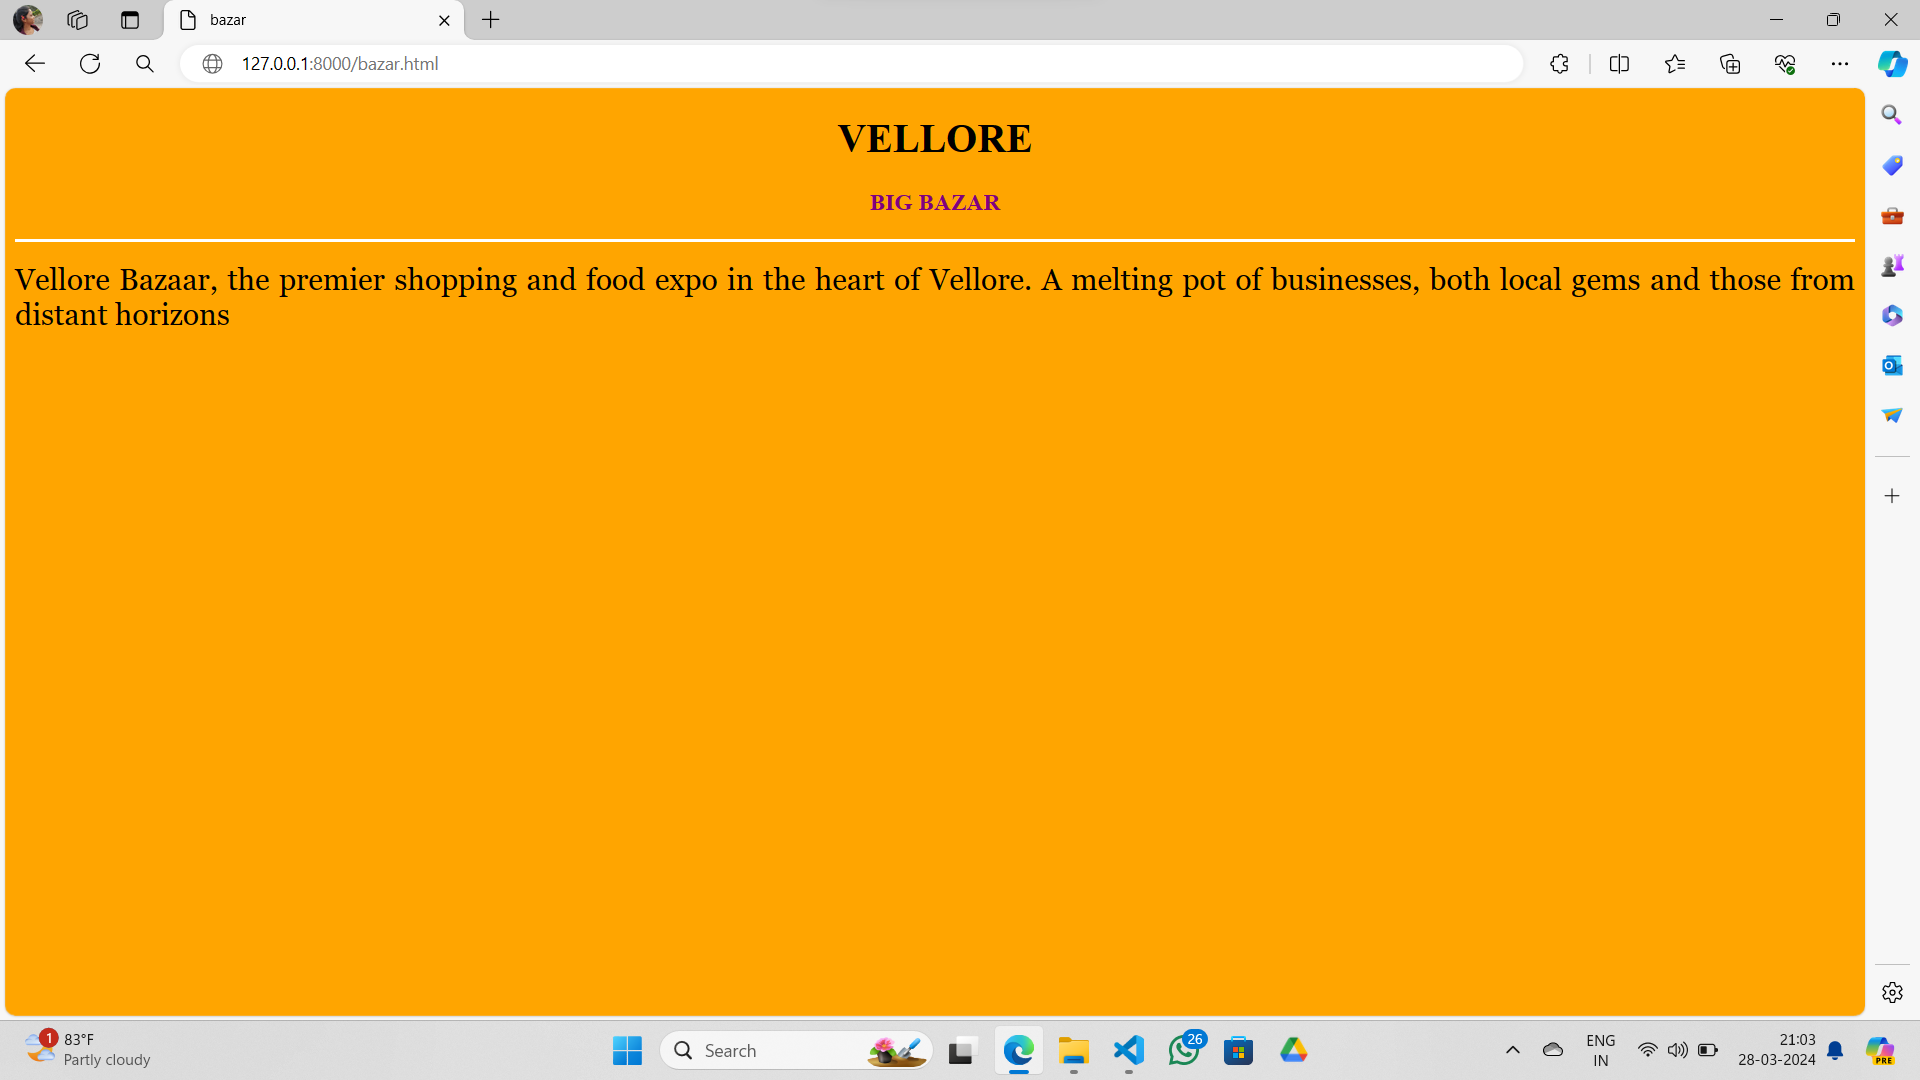 bazar
127.0.0.1:8000/bazar.html
VELLORE
BIG BAZAR
Vellore Bazaar, the premier shopping and food expo in the heart of Vellore. A melting pot of businesses, both local gems and those from
distant horizons
1
83°F
Partly cloudy
Search
26
ENG
IN
21:03
28-03-2024
PRE